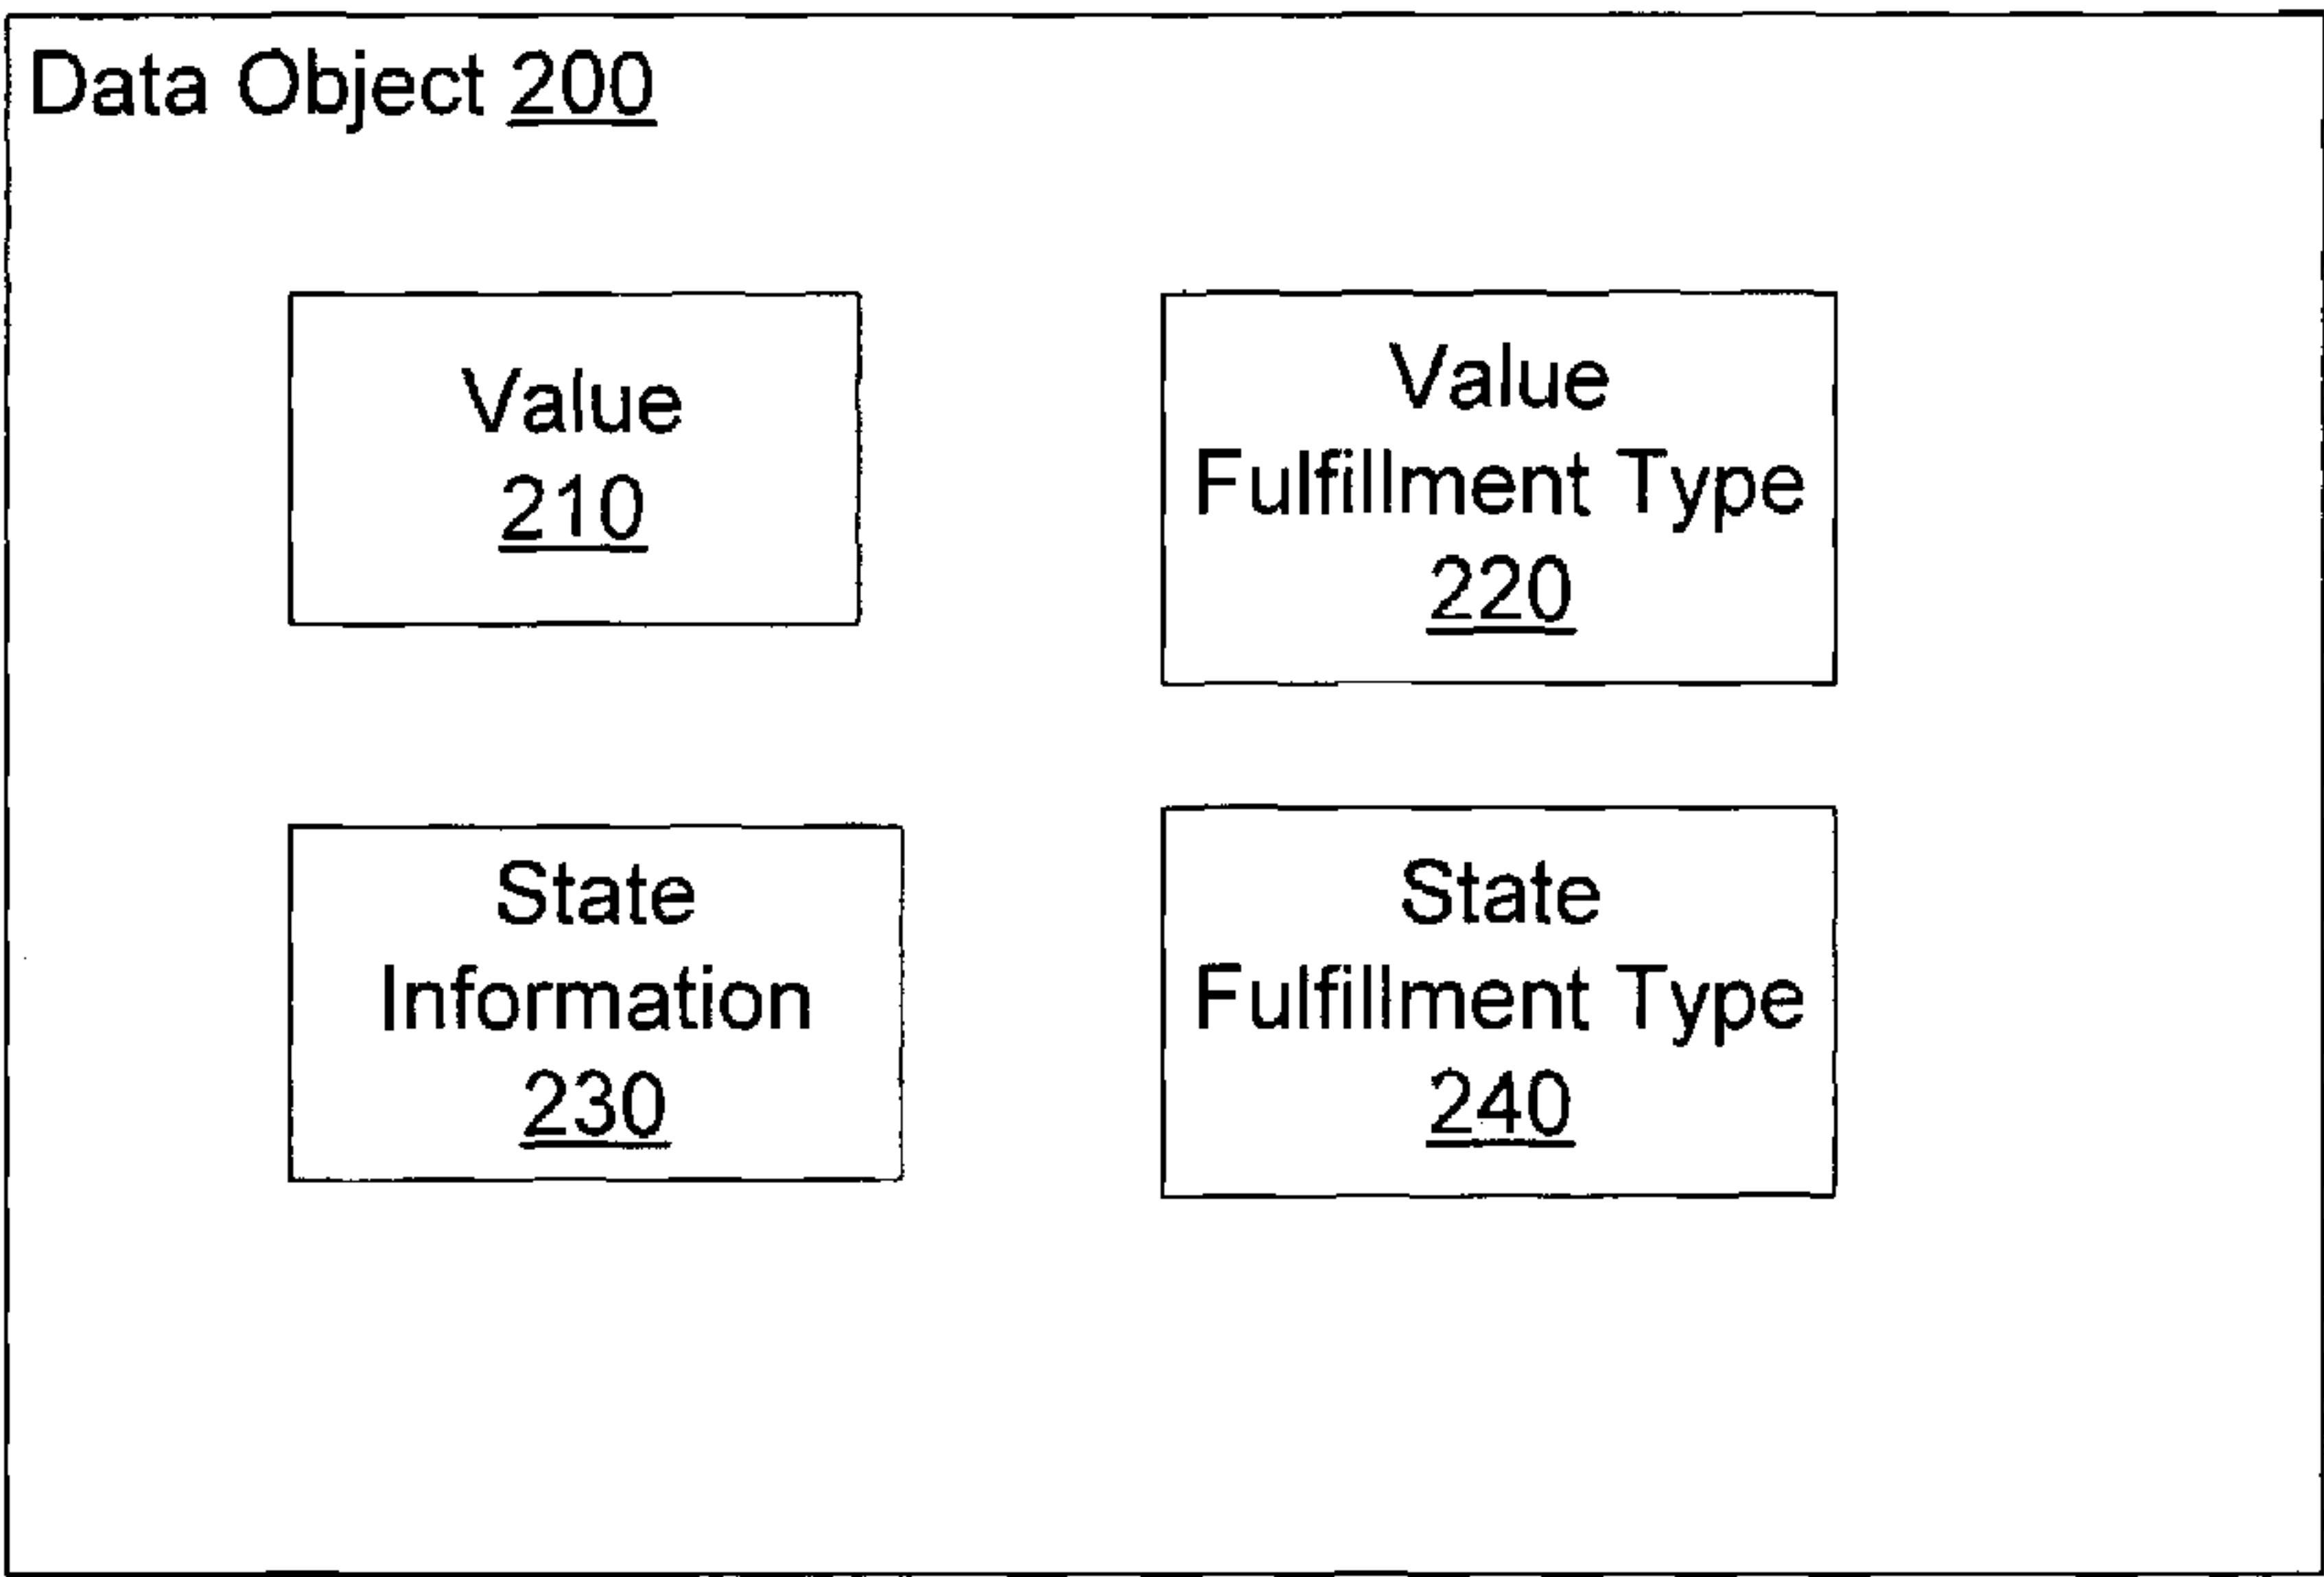 Data Object 200
Value
210
Value
Fulfillment Type
220
State
Information
230
State
Fulfillment Type
240